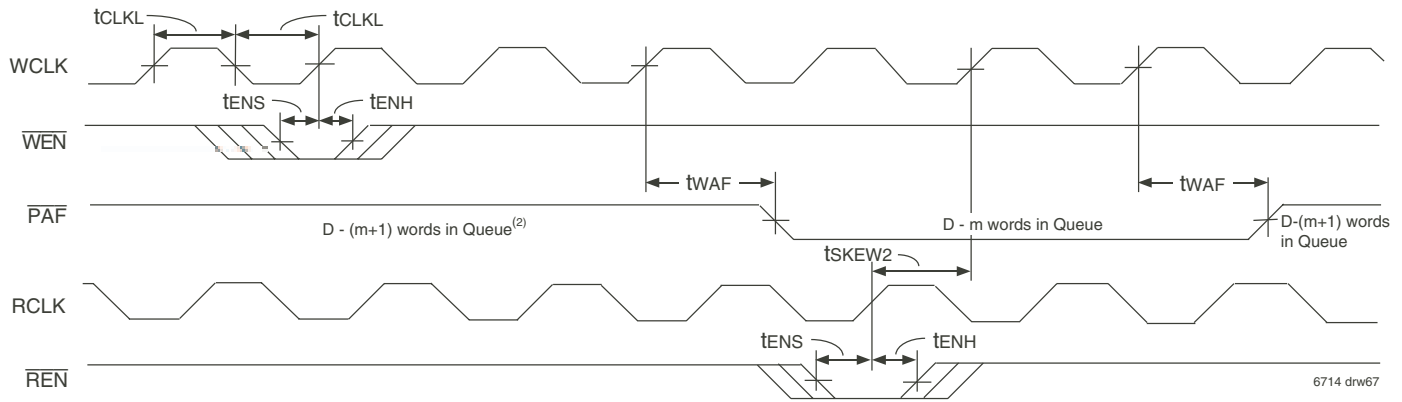 tCLKL
tCLKL
WCLK
tENS
tENH
WEN
tWAF
tWAF
PAF
D - (m+1) words in Queue(2)
D - m words in Queue
D-(m+1) words
in Queue
tSKEW2
RCLK
tENS
tENH
REN
6714 drw67